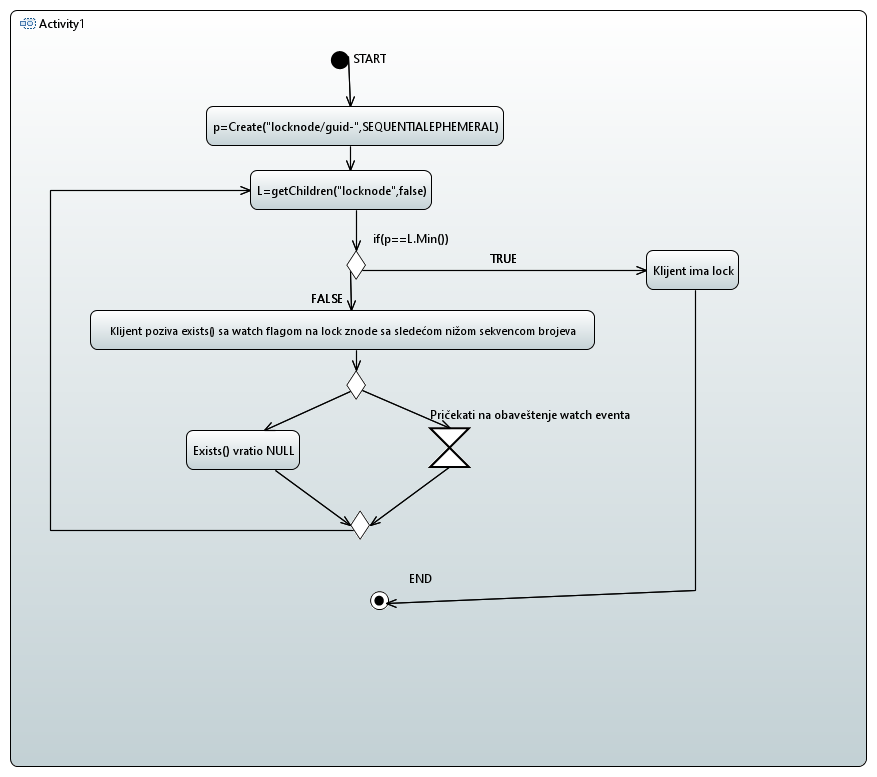 Activity1
START
p=Create("locknode/guid-",SEQUENTIALEPHEMERAL)
L=getChildren("locknode",false)
if(p==L.Min())
TRUE
Klijent ima lock
FALSE
Klijent poziva exists() sa watch flagom na lock znode sa sledećom nižom sekvencom brojeva
Pričekati na obaveštenje watch eventa
Exists() vratio NULL
END